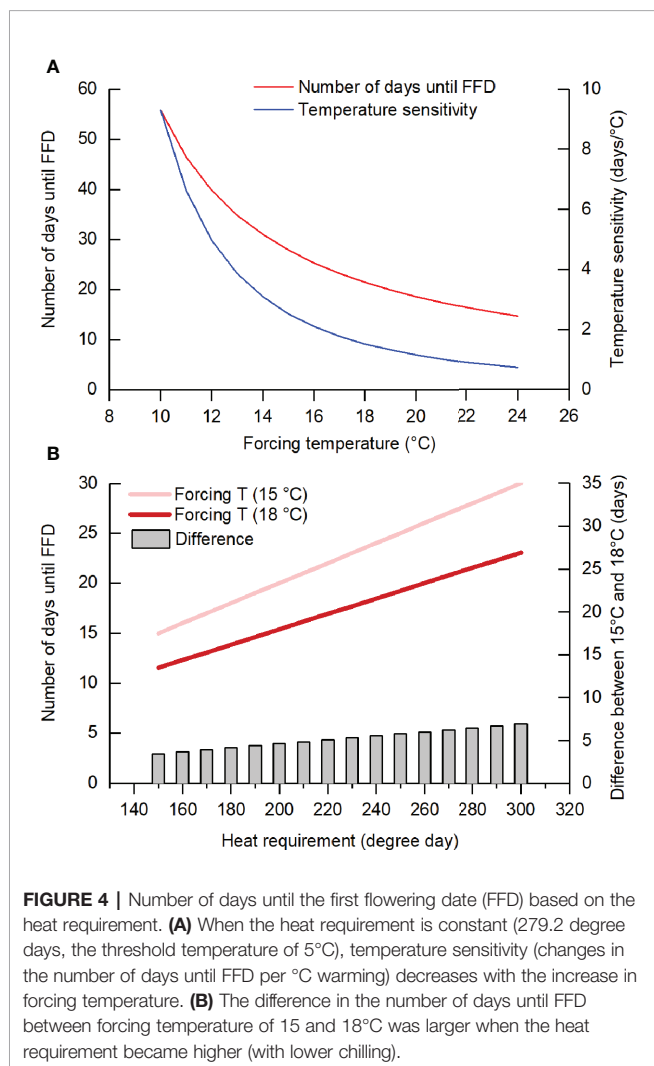 A
Number of days until FFD
Temperature sensitivity
60
50
40
30
20
10
0
Number of days until FFD
10
8
6
4
2
0
Temperature sensitivity (days/°C)
8 10 12 14 16 18 20 22 24 26
Forcing temperature (°C)
B
Forcing T (15 °C)
Forcing T (18 °C)
Difference
30
25
20
15
10
5
0
Number of days until FFD
35
30
25
20
15
10
5
0
Difference between 15°C and 18°C (days)
140 160 180 200 220 240 260 280 300 320
Heat requirement (degree day)
FIGURE 4 | Number of days until the first flowering date (FFD) based on the
heat requirement. (A) When the heat requirement is constant (279.2 degree
days, the threshold temperature of 5°C), temperature sensitivity (changes in
the number of days until FFD per °C warming) decreases with the increase in
forcing temperature. (B) The difference in the number of days until FFD
between forcing temperature of 15 and 18°C was larger when the heat
requirement became higher (with lower chilling).